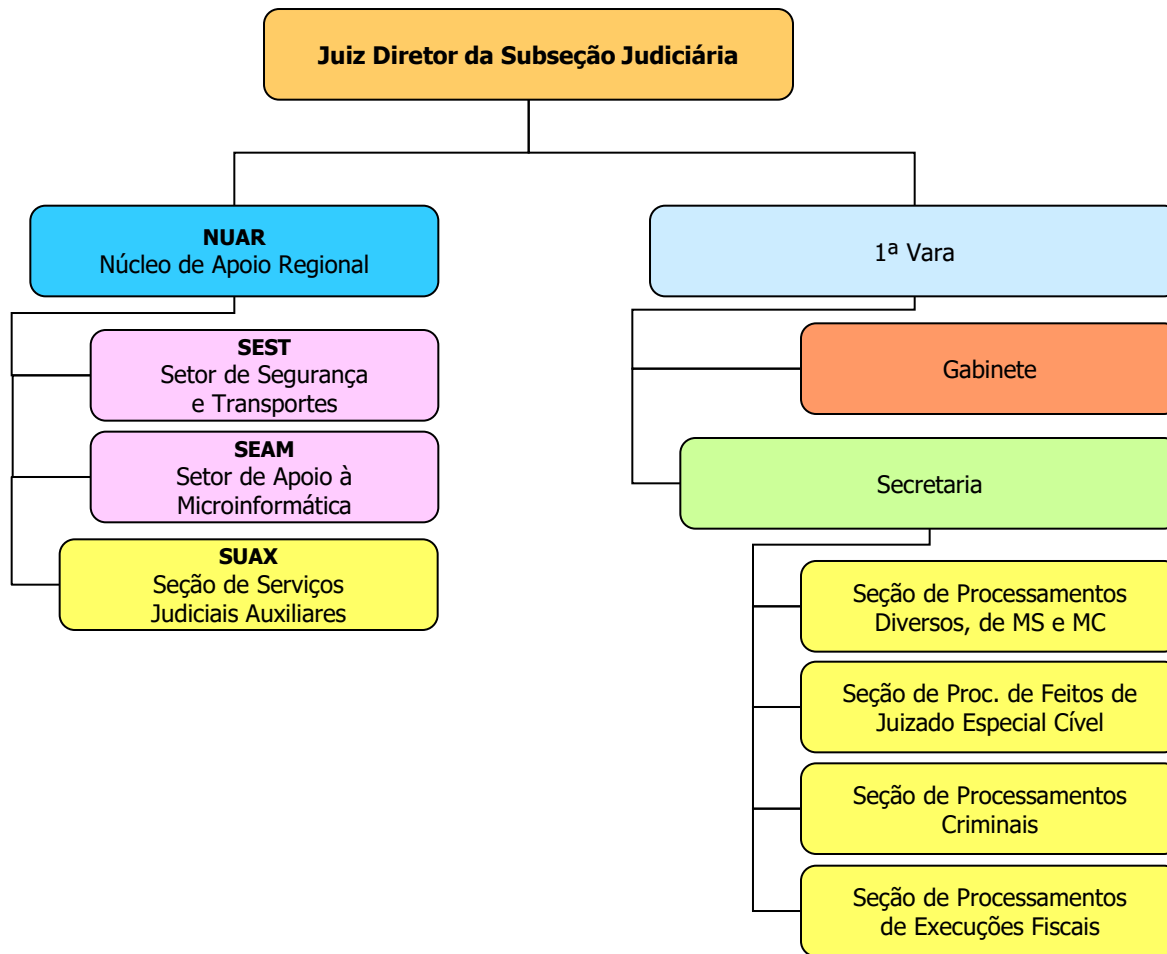 Juiz Diretor da Subseção Judiciária
NUAR
Núcleo de Apoio Regional
SEST
Setor de Segurança
e Transportes
SEAM
Setor de Apoio à
Microinformática
SUAX
Seção de Serviços
Judiciais Auxiliares
1ª Vara
Gabinete
Secretaria
Seção de Processamentos
Diversos, de MS e MC
Seção de Proc. de Feitos de
Juizado Especial Cível
Seção de Processamentos
Criminais
Seção de Processamentos
de Execuções Fiscais